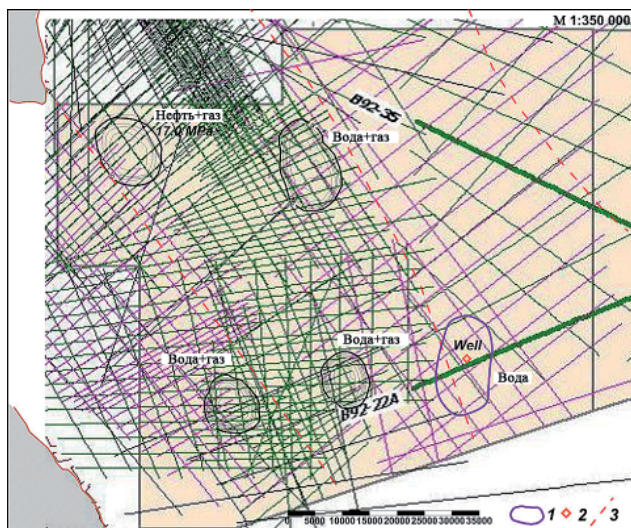 М 1:350 000
B92-35
Нефть+газ
17,0 MPa
Вода+газ
Вода+газ
Вода+газ
Well
Вода
B92-22A
0 5000 10000 15000 20000 25000 30000 35000
1 2 3